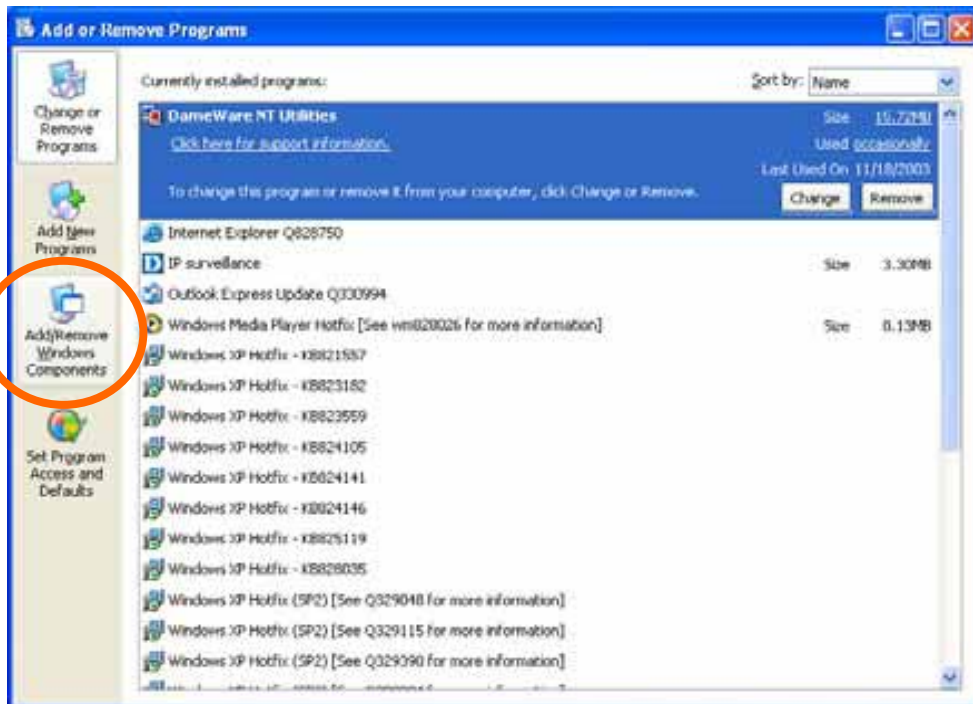 Add or Remove Programs
Change or
Remove
Programs
Add New
Programs
Add/Remove
Windows
Components
Set Program
Access and
Defaults
Currently installed programs:
Sort by: Name
DameWare NT Utilities Size 15.72MB
Click here for support information. Used occasionally
Last Used On 11/18/2003
To change this program or remove it from your computer, click Change or Remove. Change Remove
Internet Explorer Q828750
IP surveillance Size 3.30MB
Outlook Express Update Q330994
Windows Media Player Hotfix [See wm828026 for more information] Size 0.13MB
Windows XP Hotfix - KB821557
Windows XP Hotfix - KB823182
Windows XP Hotfix - KB823559
Windows XP Hotfix - KB824105
Windows XP Hotfix - KB824141
Windows XP Hotfix - KB824146
Windows XP Hotfix - KB825119
Windows XP Hotfix - KB828035
Windows XP Hotfix (SP2) [See Q329048 for more information]
Windows XP Hotfix (SP2) [See Q329115 for more information]
Windows XP Hotfix (SP2) [See Q329390 for more information]